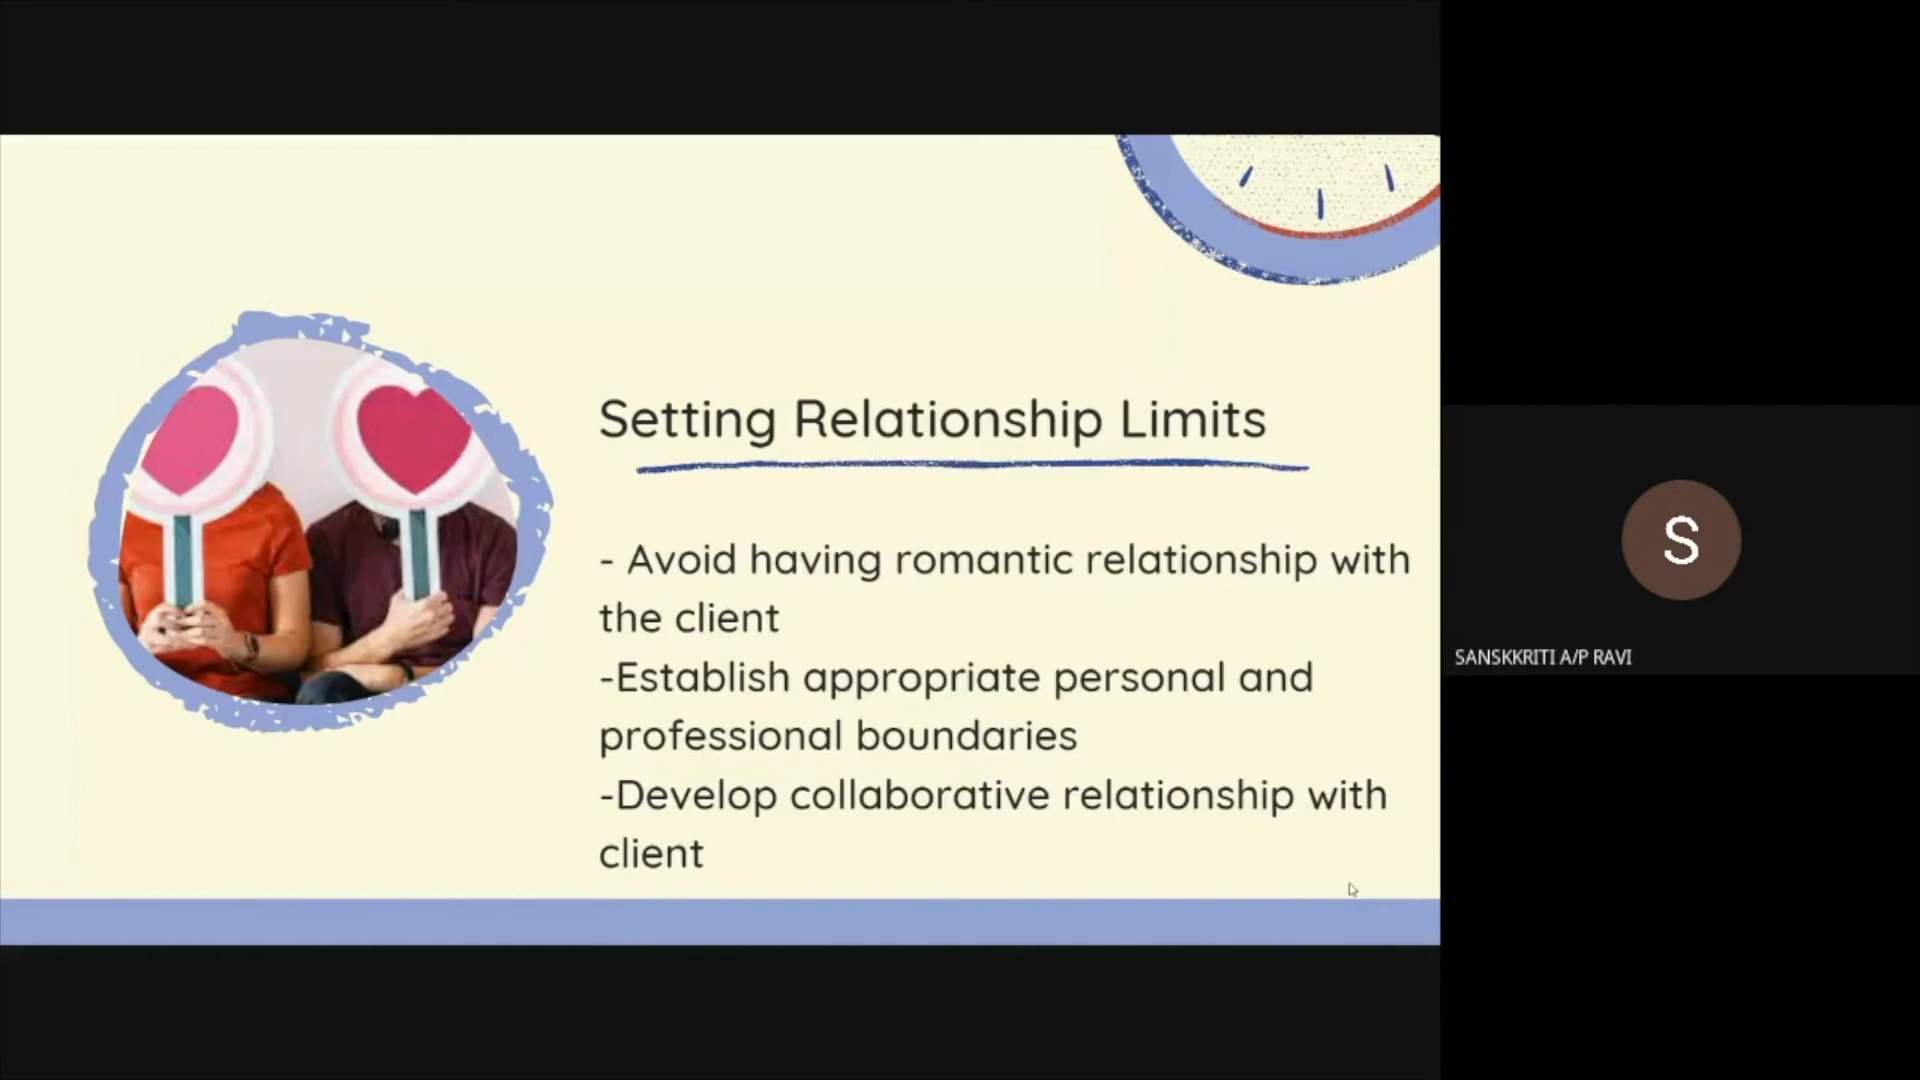 Setting Relationship Limits
- Avoid having romantic relationship with
the client
-Establish appropriate personal and
professional boundaries
-Develop collaborative relationship with
client
S
SANSKKRITI A/P RAVI